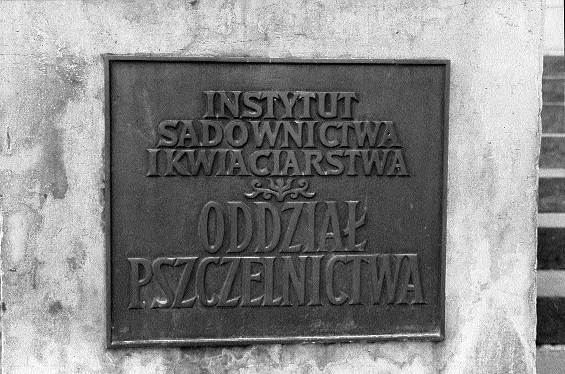 INSTYTUT
SADOWNICTWA
I KWIACIARSTWA
ODDZIAŁ
PSZCZELNICTWA